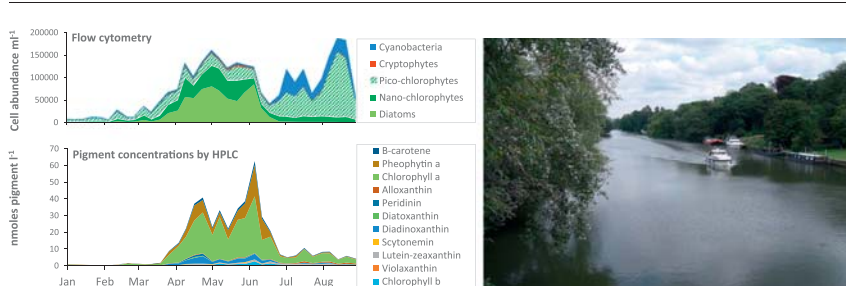 Flow cytometry
Cell abundance ml-1
200000
150000
100000
50000
0
Cyanobacteria
Cryptophytes
Pico-chlorophytes
Nano-chlorophytes
Diatoms
Pigment concentrations by HPLC
nmoles pigment l-1
70
60
50
40
30
20
10
0
Jan Feb Mar Apr May Jun Jul Aug
B-carotene
Pheophytin a
Chlorophyll a
Alloxanthin
Peridinin
Diatoxanthin
Diadinoxanthin
Scytonemin
Lutein-zeaxanthin
Violaxanthin
Chlorophyll b